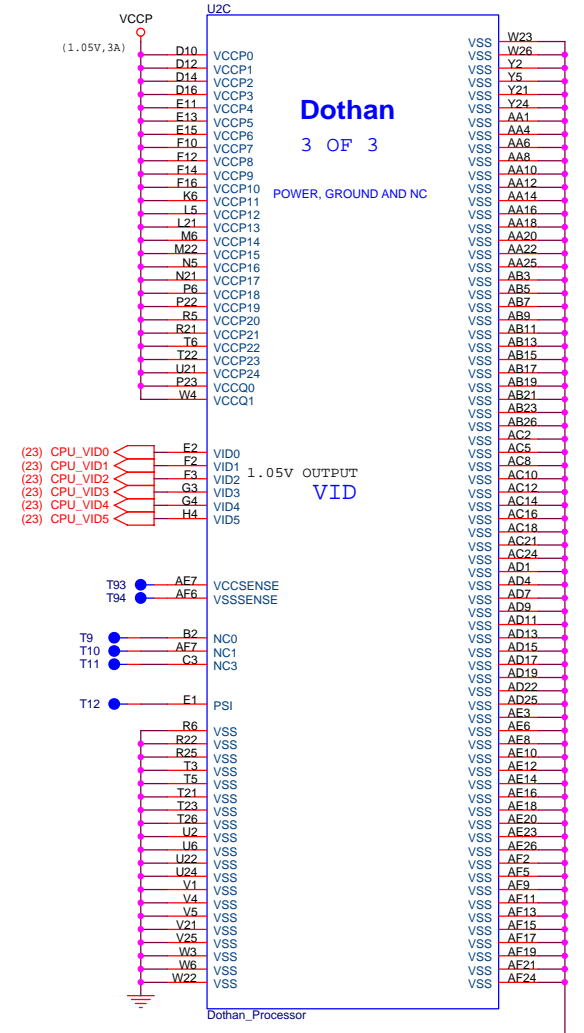 U2C
VCCP
(1.05V,3A)
D10 VCCP0
D12 VCCP1
D14 VCCP2
D16 VCCP3
E11 VCCP4
E13 VCCP5
E15 VCCP6
F10 VCCP7
F12 VCCP8
F14 VCCP9
F16 VCCP10
K6 VCCP11
L5 VCCP12
L21 VCCP13
M6 VCCP14
M22 VCCP15
N5 VCCP16
N21 VCCP17
P6 VCCP18
P22 VCCP19
R5 VCCP20
R21 VCCP21
T6 VCCP22
T22 VCCP23
U21 VCCP24
P23 VCCQ0
W4 VCCQ1
(23) CPU_VID0 E2 VID0
(23) CPU_VID1 F2 VID1
(23) CPU_VID2 F3 VID2
(23) CPU_VID3 G3 VID3
(23) CPU_VID4 G4 VID4
(23) CPU_VID5 H4 VID5
T93 AE7 VCCSENSE
T94 AF6 VSSSENSE
T9 B2 NC0
T10 AF7 NC1
T11 C3 NC3
T12 E1 PSI
R6 VSS
R22 VSS
R25 VSS
T3 VSS
T5 VSS
T21 VSS
T23 VSS
T26 VSS
U2 VSS
U6 VSS
U22 VSS
U24 VSS
V1 VSS
V4 VSS
V5 VSS
V21 VSS
V25 VSS
W3 VSS
W6 VSS
W22 VSS
Dothan
3 OF 3
POWER, GROUND AND NC
1.05V OUTPUT
VID
VSS W23
VSS W26
VSS Y2
VSS Y5
VSS Y21
VSS Y24
VSS AA1
VSS AA4
VSS AA6
VSS AA8
VSS AA10
VSS AA12
VSS AA14
VSS AA16
VSS AA18
VSS AA20
VSS AA22
VSS AA25
VSS AB3
VSS AB5
VSS AB7
VSS AB9
VSS AB11
VSS AB13
VSS AB15
VSS AB17
VSS AB19
VSS AB21
VSS AB23
VSS AB26
VSS AC2
VSS AC5
VSS AC8
VSS AC10
VSS AC12
VSS AC14
VSS AC16
VSS AC18
VSS AC21
VSS AC24
VSS AD1
VSS AD4
VSS AD7
VSS AD9
VSS AD11
VSS AD13
VSS AD15
VSS AD17
VSS AD19
VSS AD22
VSS AD25
VSS AE3
VSS AE6
VSS AE8
VSS AE10
VSS AE12
VSS AE14
VSS AE16
VSS AE18
VSS AE20
VSS AE23
VSS AE26
VSS AF2
VSS AF5
VSS AF9
VSS AF11
VSS AF13
VSS AF15
VSS AF17
VSS AF19
VSS AF21
VSS AF24
Dothan_Processor